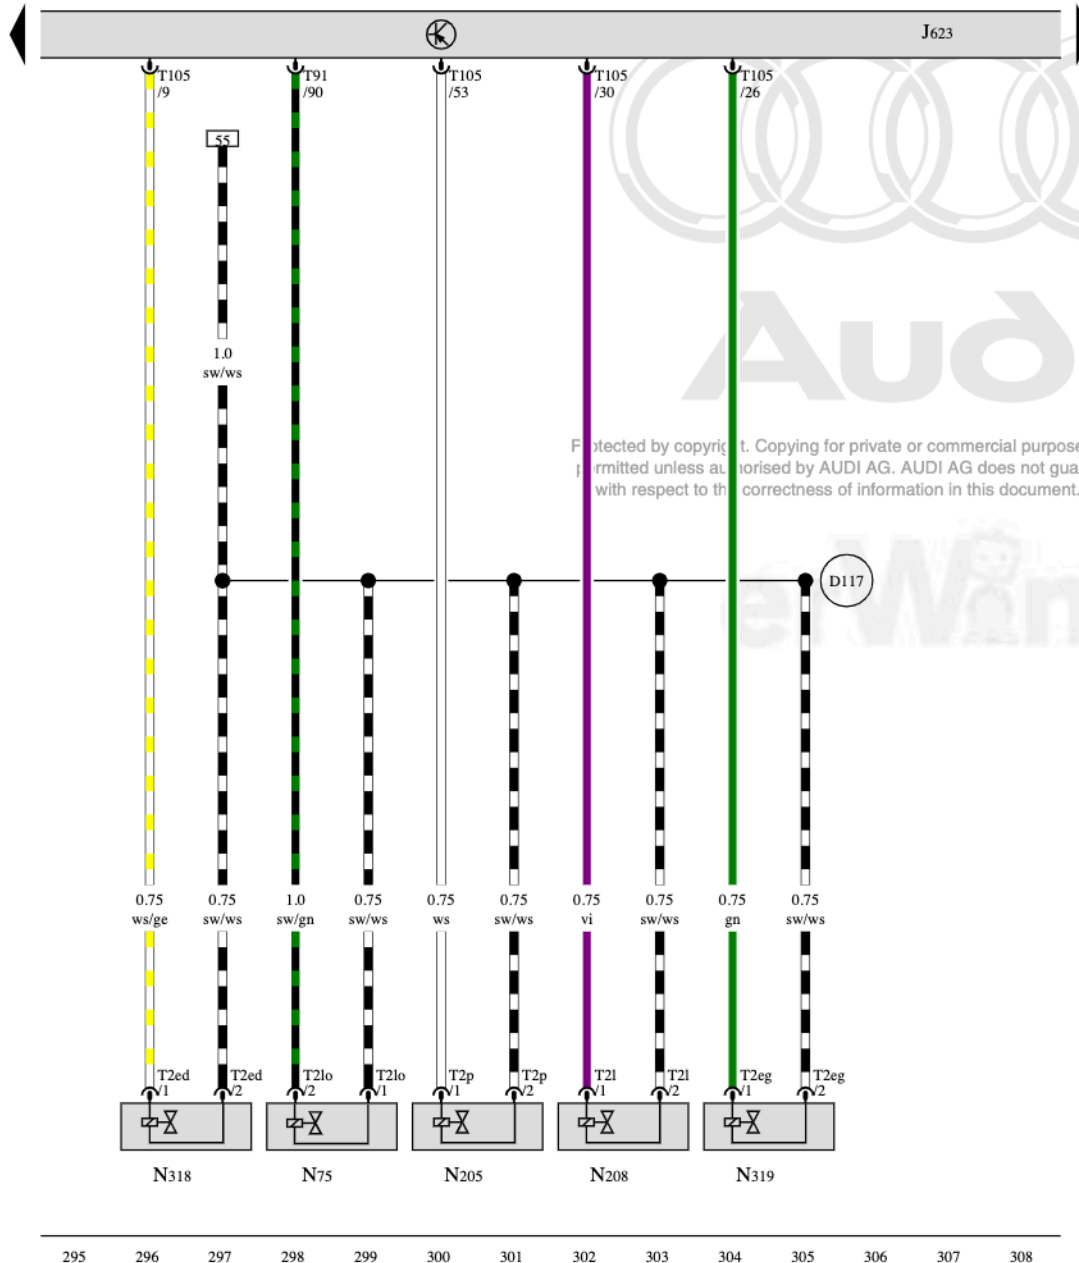 J623
T105 T91 T105 T105 T105
/9 /90 /53 /30 /26
55
Audi
1.0
sw/ws
Protected by copyright. Copying for private or commercial purpose
permitted unless authorised by AUDI AG. AUDI AG does not gua
with respect to the correctness of information in this document.
D117
erWin
0.75 0.75 1.0 0.75 0.75 0.75 0.75 0.75 0.75 0.75
ws/ge sw/ws sw/gn sw/ws ws sw/ws vi sw/ws gn sw/ws
T2ed T2ed T2lo T2lo T2p T2p T2l T2l T2eg T2eg
/1 /2 /2 /1 /1 /2 /1 /2 /1 /2
N318 N75 N205 N208 N319
295 296 297 298 299 300 301 302 303 304 305 306 307 308